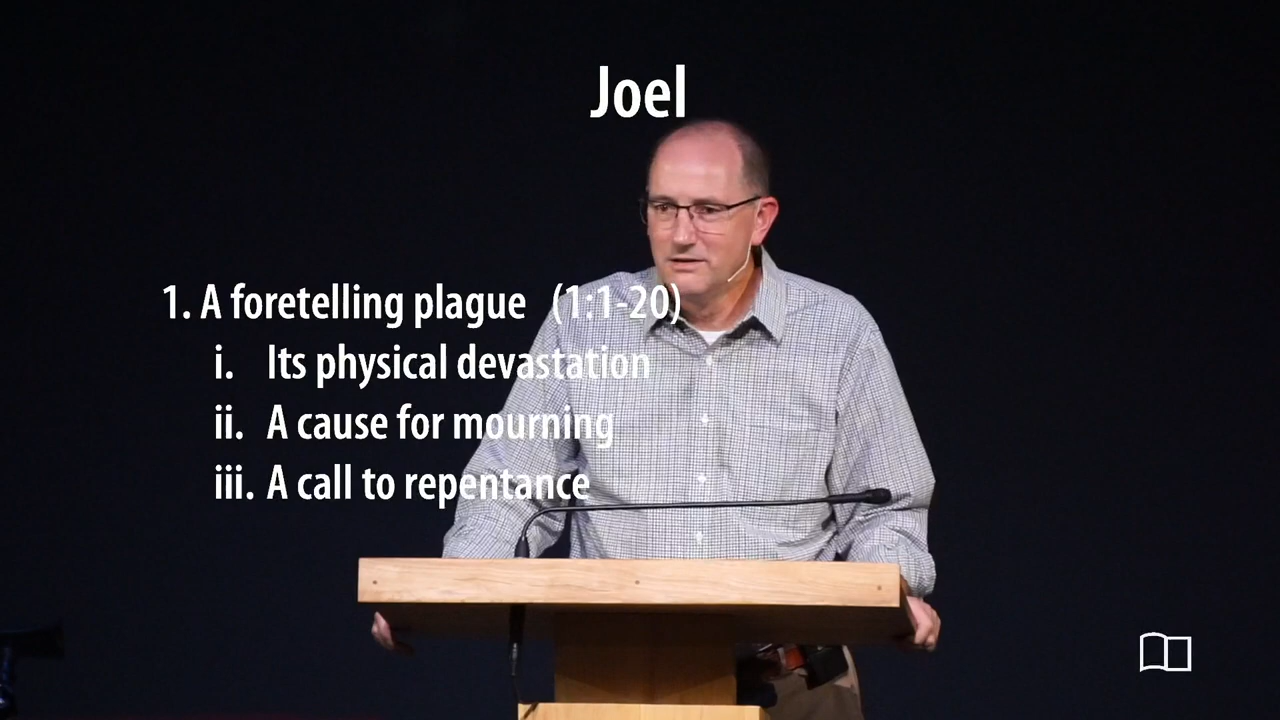 Joel
1. A foretelling plague (1:1-20)
i. Its physical devastation
ii. A cause for mourning
iii. A call to repentance